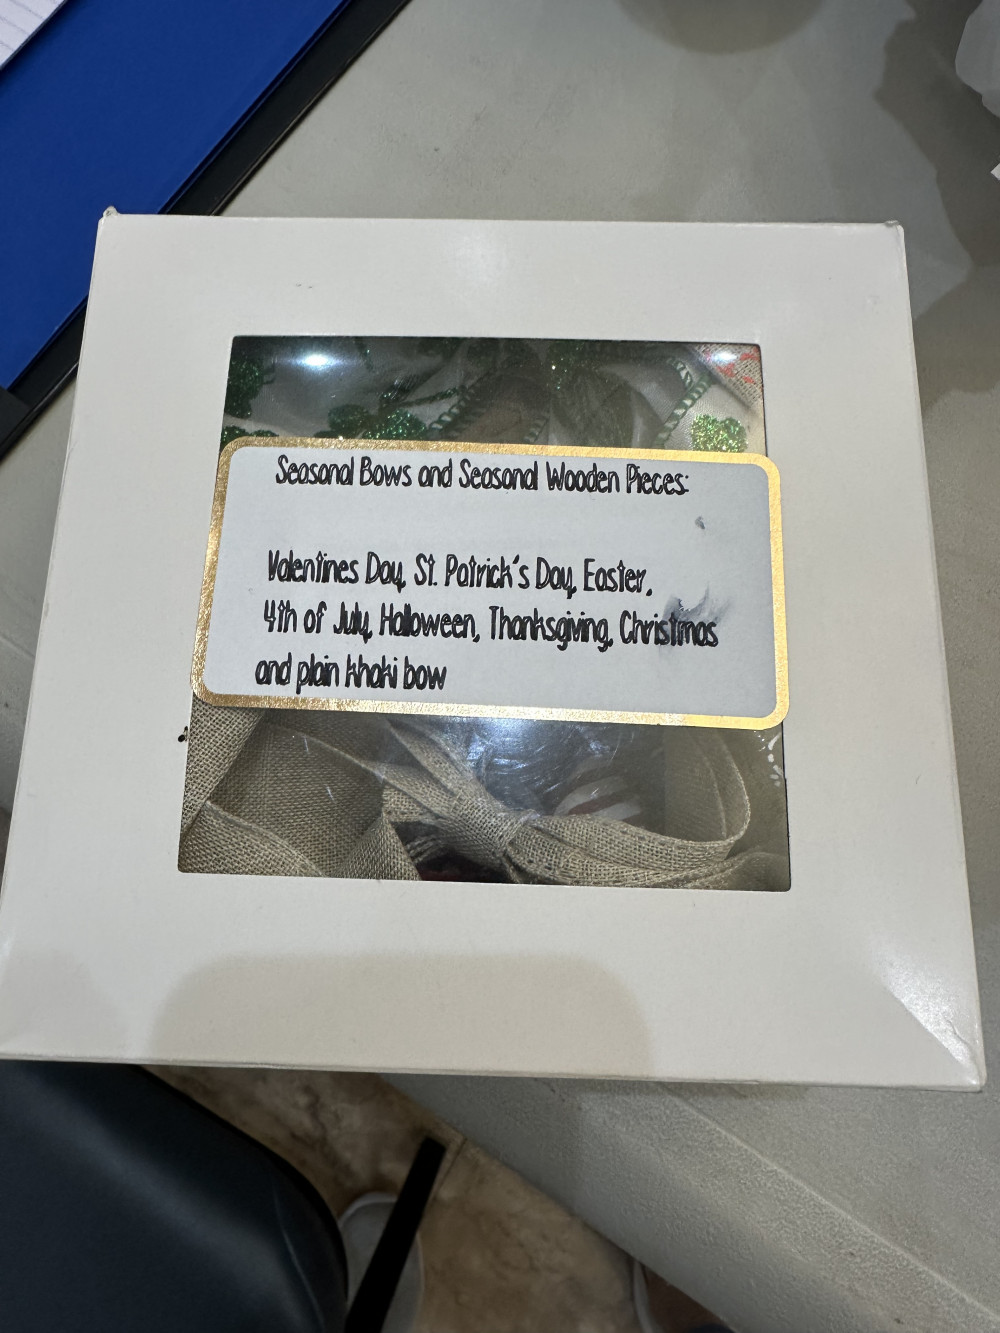 Seasonal Bows and Seasonal Wooden Pieces:
Valentines Day, St. Patrick's Day, Easter,
4th of July, Halloween, Thanksgiving, Christmas
and plain khaki bow